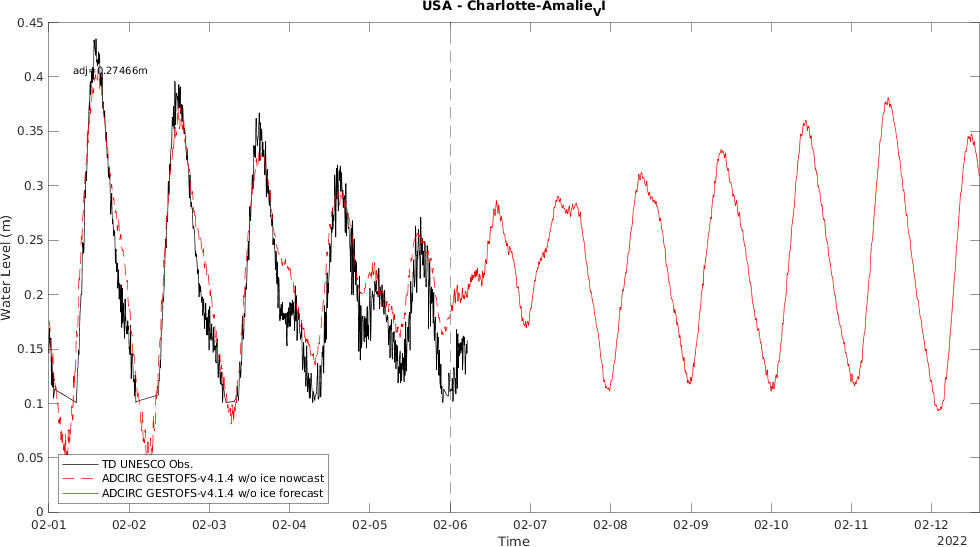 USA - Charlotte-Amalie_VI
adj=0.27466m
Water Level (m)
0.45
0.4
0.35
0.3
0.25
0.2
0.15
0.1
0.05
0
TD UNESCO Obs.
ADCIRC GESTOFS-v4.1.4 w/o ice nowcast
ADCIRC GESTOFS-v4.1.4 w/o ice forecast
02-01 02-02 02-03 02-04 02-05 02-06 02-07 02-08 02-09 02-10 02-11 02-12
Time
2022